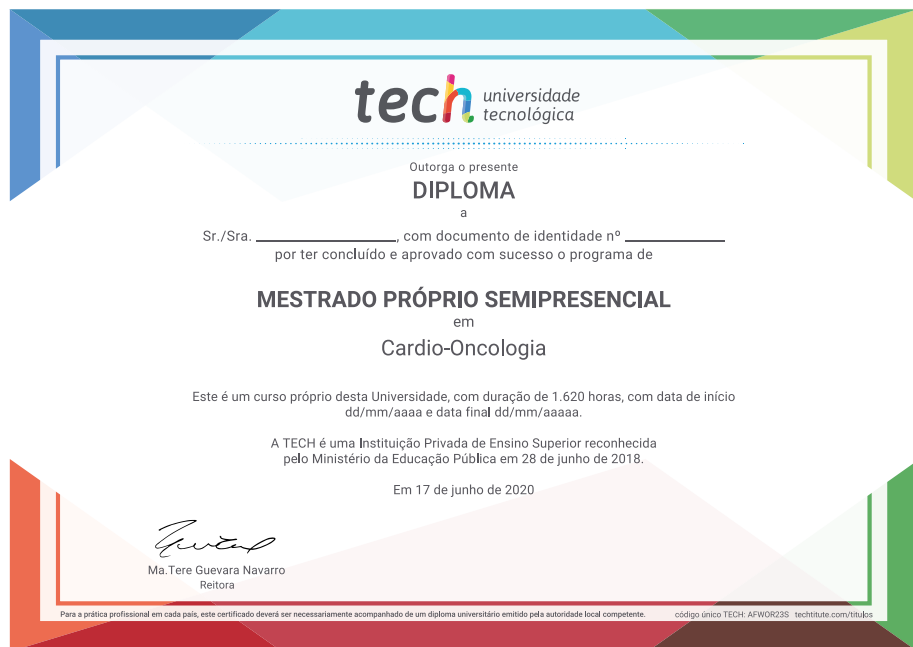 tech universidade
tecnológica
Outorga o presente
DIPLOMA
a
Sr./Sra. ________________, com documento de identidade nº ____________
por ter concluído e aprovado com sucesso o programa de
MESTRADO PRÓPRIO SEMIPRESENCIAL
em
Cardio-Oncologia
Este é um curso próprio desta Universidade, com duração de 1.620 horas, com data de início
dd/mm/aaaa e data final dd/mm/aaaaa.
A TECH é uma Instituição Privada de Ensino Superior reconhecida
pelo Ministério da Educação Pública em 28 de junho de 2018.
Em 17 de junho de 2020
Ma.Tere Guevara Navarro
Reitora
Para a prática profissional em cada país, este certificado deverá ser necessariamente acompanhado de um diploma universitário emitido pela autoridade local competente. código único TECH: AFWOR23S techtitute.com/titulos